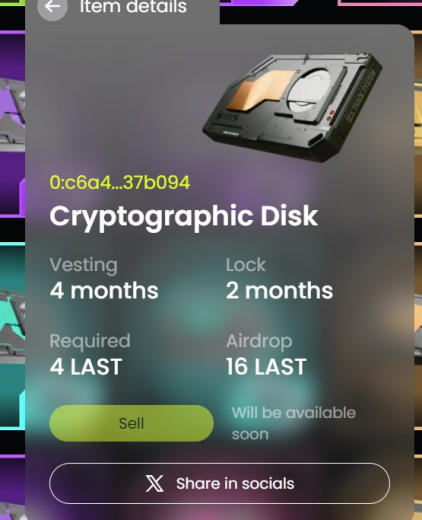 Item details
0:c6a4...37b094
Cryptographic Disk
Vesting Lock
4 months 2 months
Required Airdrop
4 LAST 16 LAST
Sell
Will be available
soon
Share in socials